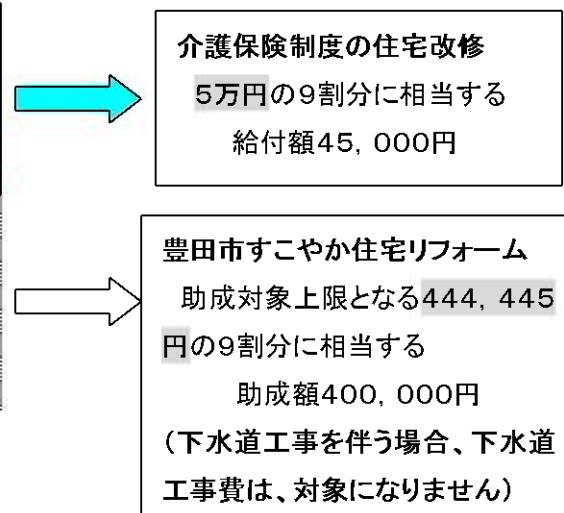 介護保険制度の住宅改修
5万円の9割分に相当する
給付額45,000円
豊田市すこやか住宅リフォーム
助成対象上限となる444,445
円の9割分に相当する
助成額400,000円
(下水道工事を伴う場合、下水道
工事費は、対象になりません)